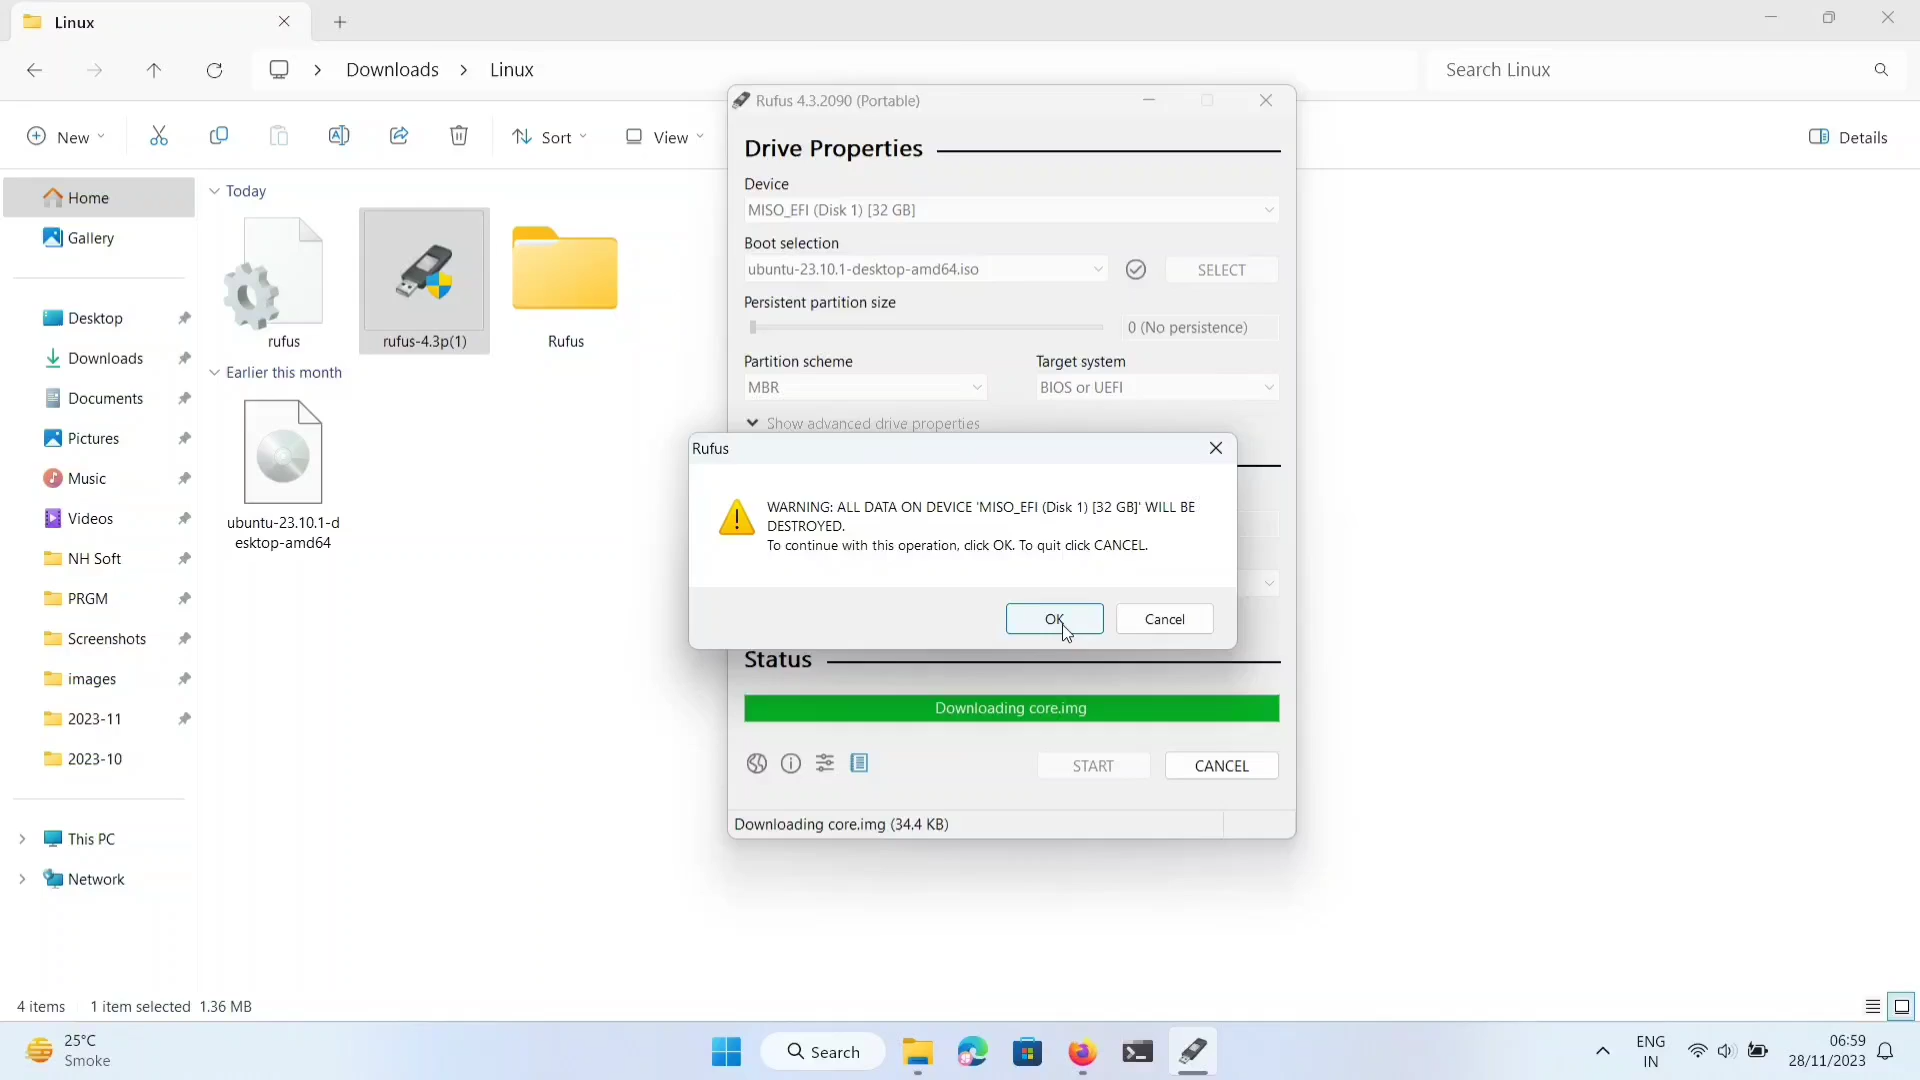 Linux
Downloads > Linux
Search Linux
New
Sort
View
Details
Home
Gallery
Desktop
Downloads
Documents
Pictures
Music
Videos
NH Soft
PRGM
Screenshots
images
2023-11
2023-10
This PC
Network
Today
rufus
rufus-4.3p(1)
Rufus
Earlier this month
ubuntu-23.10.1-d
esktop-amd64
Rufus 4.3.2090 (Portable)
Drive Properties
Device
MISO_EFI (Disk 1) [32 GB]
Boot selection
ubuntu-23.10.1-desktop-amd64.iso
SELECT
Persistent partition size
0 (No persistence)
Partition scheme
Target system
MBR
BIOS or UEFI
Show advanced drive properties
Rufus
WARNING: ALL DATA ON DEVICE 'MISO_EFI (Disk 1) [32 GB]' WILL BE
DESTROYED.
To continue with this operation, click OK. To quit click CANCEL.
OK
Cancel
Status
Downloading core.img
START
CANCEL
Downloading core.img (34.4 KB)
4 items
1 item selected 1.36 MB
25°C
Smoke
Search
ENG
IN
06:59
28/11/2023